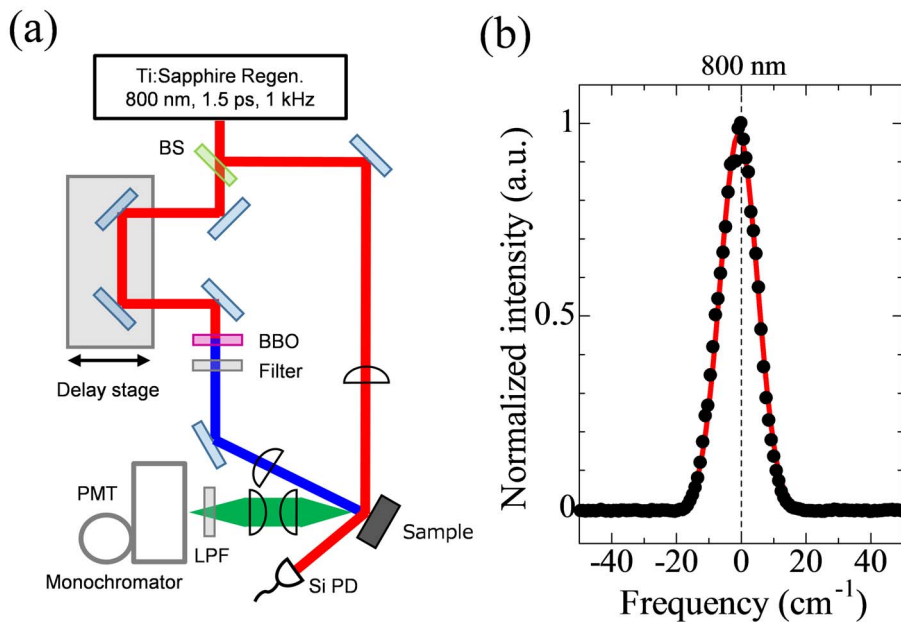 (a)
Ti:Sapphire Regen.
800 nm, 1.5 ps, 1 kHz
BS
Delay stage
BBO
Filter
PMT
LPF
Monochromator
Si PD
Sample
(b)
800 nm
Normalized intensity (a.u.)
1
0.5
0
-40 -20 0 20 40
Frequency (cm⁻¹)